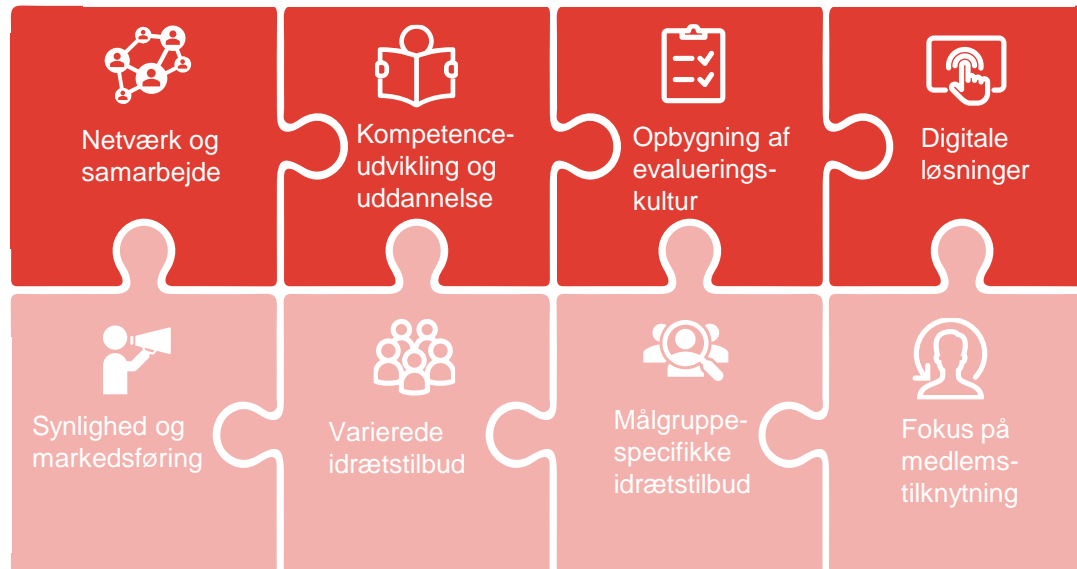 Netværk og
samarbejde
Kompetence-
udvikling og
uddannelse
Opbygning af
evaluerings-
kultur
Digitale
løsninger
Synlighed og
markedsføring
Varierede
idrætstilbud
Målgruppe-
specifikke
idrætstilbud
Fokus på
medlems-
tilknytning